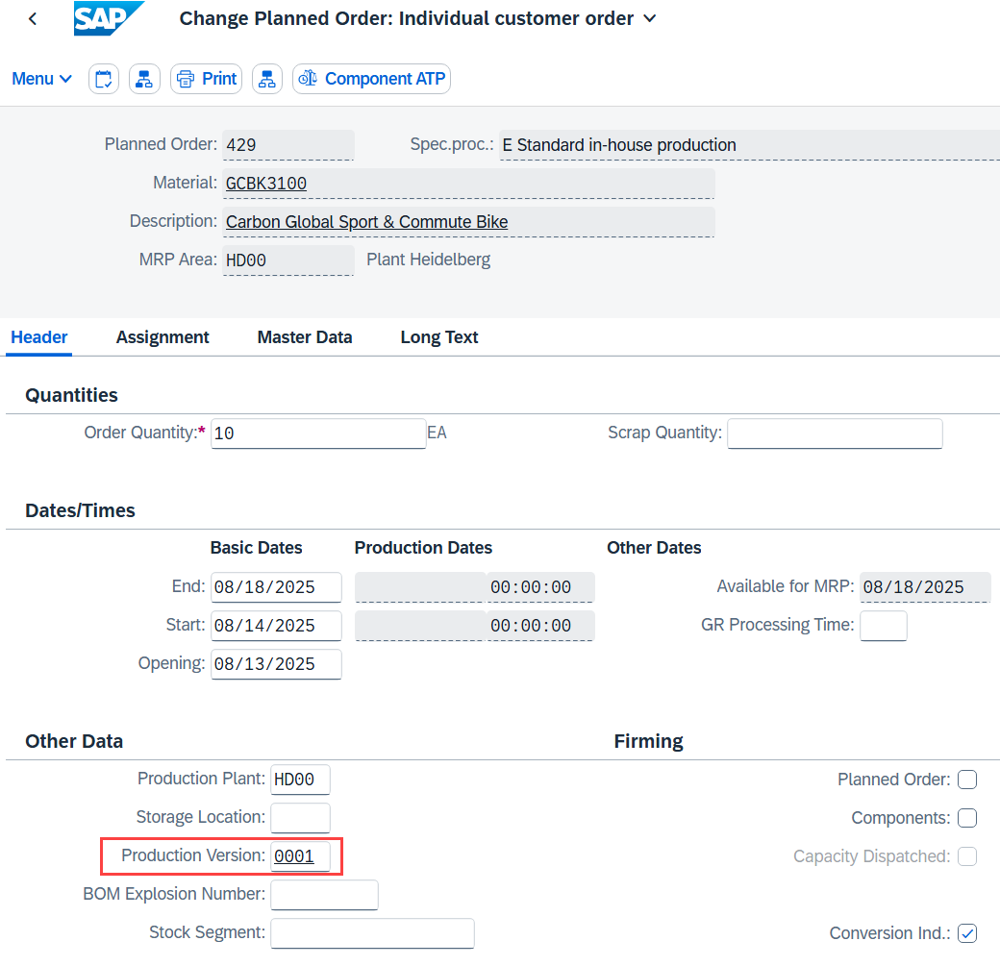 SAP Change Planned Order: Individual customer order
Menu Print Component ATP
Planned Order: 429 Spec.proc.: E Standard in-house production
Material: GCBK3100
Description: Carbon Global Sport & Commute Bike
MRP Area: HD00 Plant Heidelberg
Header Assignment Master Data Long Text
Quantities
Order Quantity:* 10 EA Scrap Quantity:
Dates/Times
Basic Dates Production Dates Other Dates
End: 08/18/2025 00:00:00 Available for MRP: 08/18/2025
Start: 08/14/2025 00:00:00 GR Processing Time:
Opening: 08/13/2025
Other Data Firming
Production Plant: HD00 Planned Order:
Storage Location: Components:
Production Version: 0001 Capacity Dispatched:
BOM Explosion Number:
Stock Segment: Conversion Ind.: